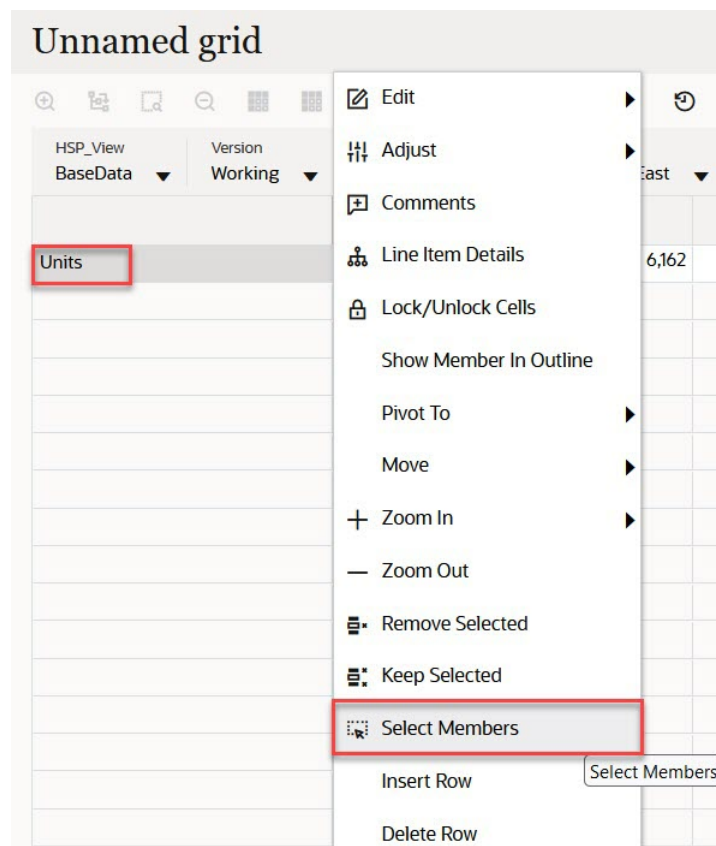 Unnamed grid
Edit
HSP_View Version
Adjust
BaseData Working East
Comments
Units
Line Item Details 6,162
Lock/Unlock Cells
Show Member In Outline
Pivot To
Move
Zoom In
Zoom Out
Remove Selected
Keep Selected
Select Members
Select Members
Insert Row
Delete Row